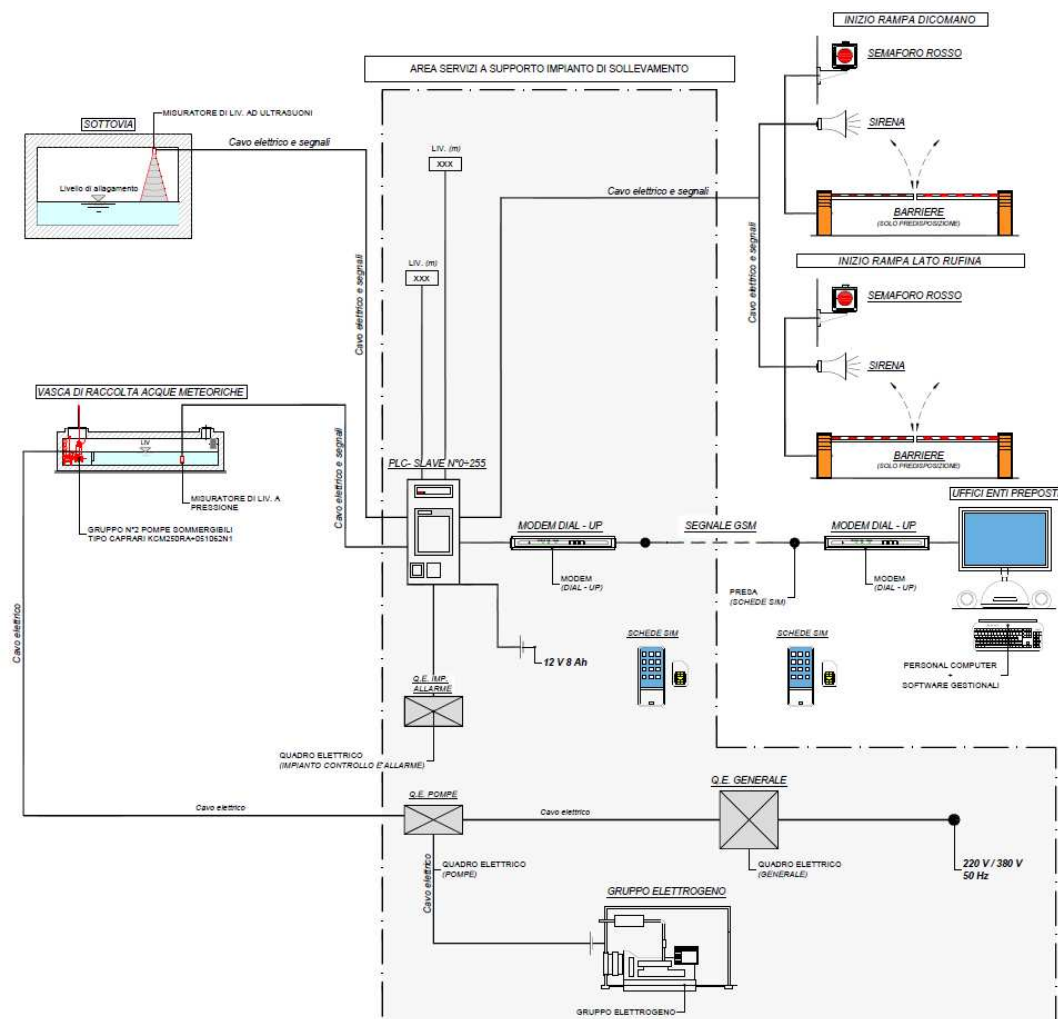 INIZIO RAMPA DICOMANO
SEMAFORO ROSSO
SIRENA
BARRIERE
(SOLO PREDISPOSIZIONE)
AREA SERVIZI A SUPPORTO IMPIANTO DI SOLLEVAMENTO
MISURATORE DI LIV. AD ULTRASUONI
SOTTOVIA
Cavo elettrico e segnali
Livello di allagamento
LIV. (m)
XXX
Cavo elettrico e segnali
LIV. (m)
XXX
Cavo elettrico e segnali
Cavo elettrico e segnali
INIZIO RAMPA LATO RUFINA
SEMAFORO ROSSO
SIRENA
BARRIERE
(SOLO PREDISPOSIZIONE)
VASCA DI RACCOLTA ACQUE METEORICHE
LIV
MISURATORE DI LIV. A
PRESSIONE
GRUPPO N°2 POMPE SOMMERGIBILI
TIPO CAPRARI KCM250RA+051062N1
Cavo elettrico e segnali
PLC- SLAVE N°0÷255
MODEM DIAL - UP
MODEM
(DIAL - UP)
SEGNALE GSM
PRESA
(SCHEDE SIM)
MODEM DIAL - UP
MODEM
(DIAL - UP)
UFFICI ENTI PREPOSTI
PERSONAL COMPUTER
+
SOFTWARE GESTIONALI
SCHEDE SIM
SCHEDE SIM
12 V 8 Ah
Q.E. IMP.
ALLARME
QUADRO ELETTRICO
(IMPIANTO CONTROLLO E ALLARME)
Cavo elettrico
Cavo elettrico
Q.E. POMPE
Cavo elettrico
Q.E. GENERALE
QUADRO ELETTRICO
(POMPE)
Cavo elettrico
QUADRO ELETTRICO
(GENERALE)
220 V / 380 V
50 Hz
GRUPPO ELETTROGENO
GRUPPO ELETTROGENO